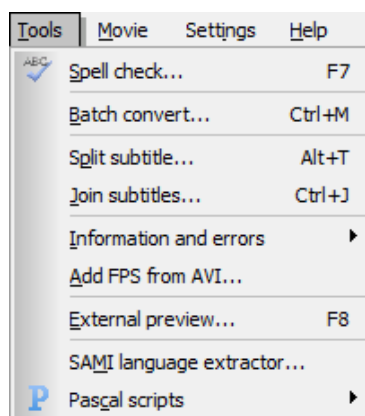 Tools Movie Settings Help
ABC
Spell check... F7
Batch convert... Ctrl+M
Split subtitle... Alt+T
Join subtitles... Ctrl+J
Information and errors
Add FPS from AVI...
External preview... F8
SAMI language extractor...
P Pascal scripts